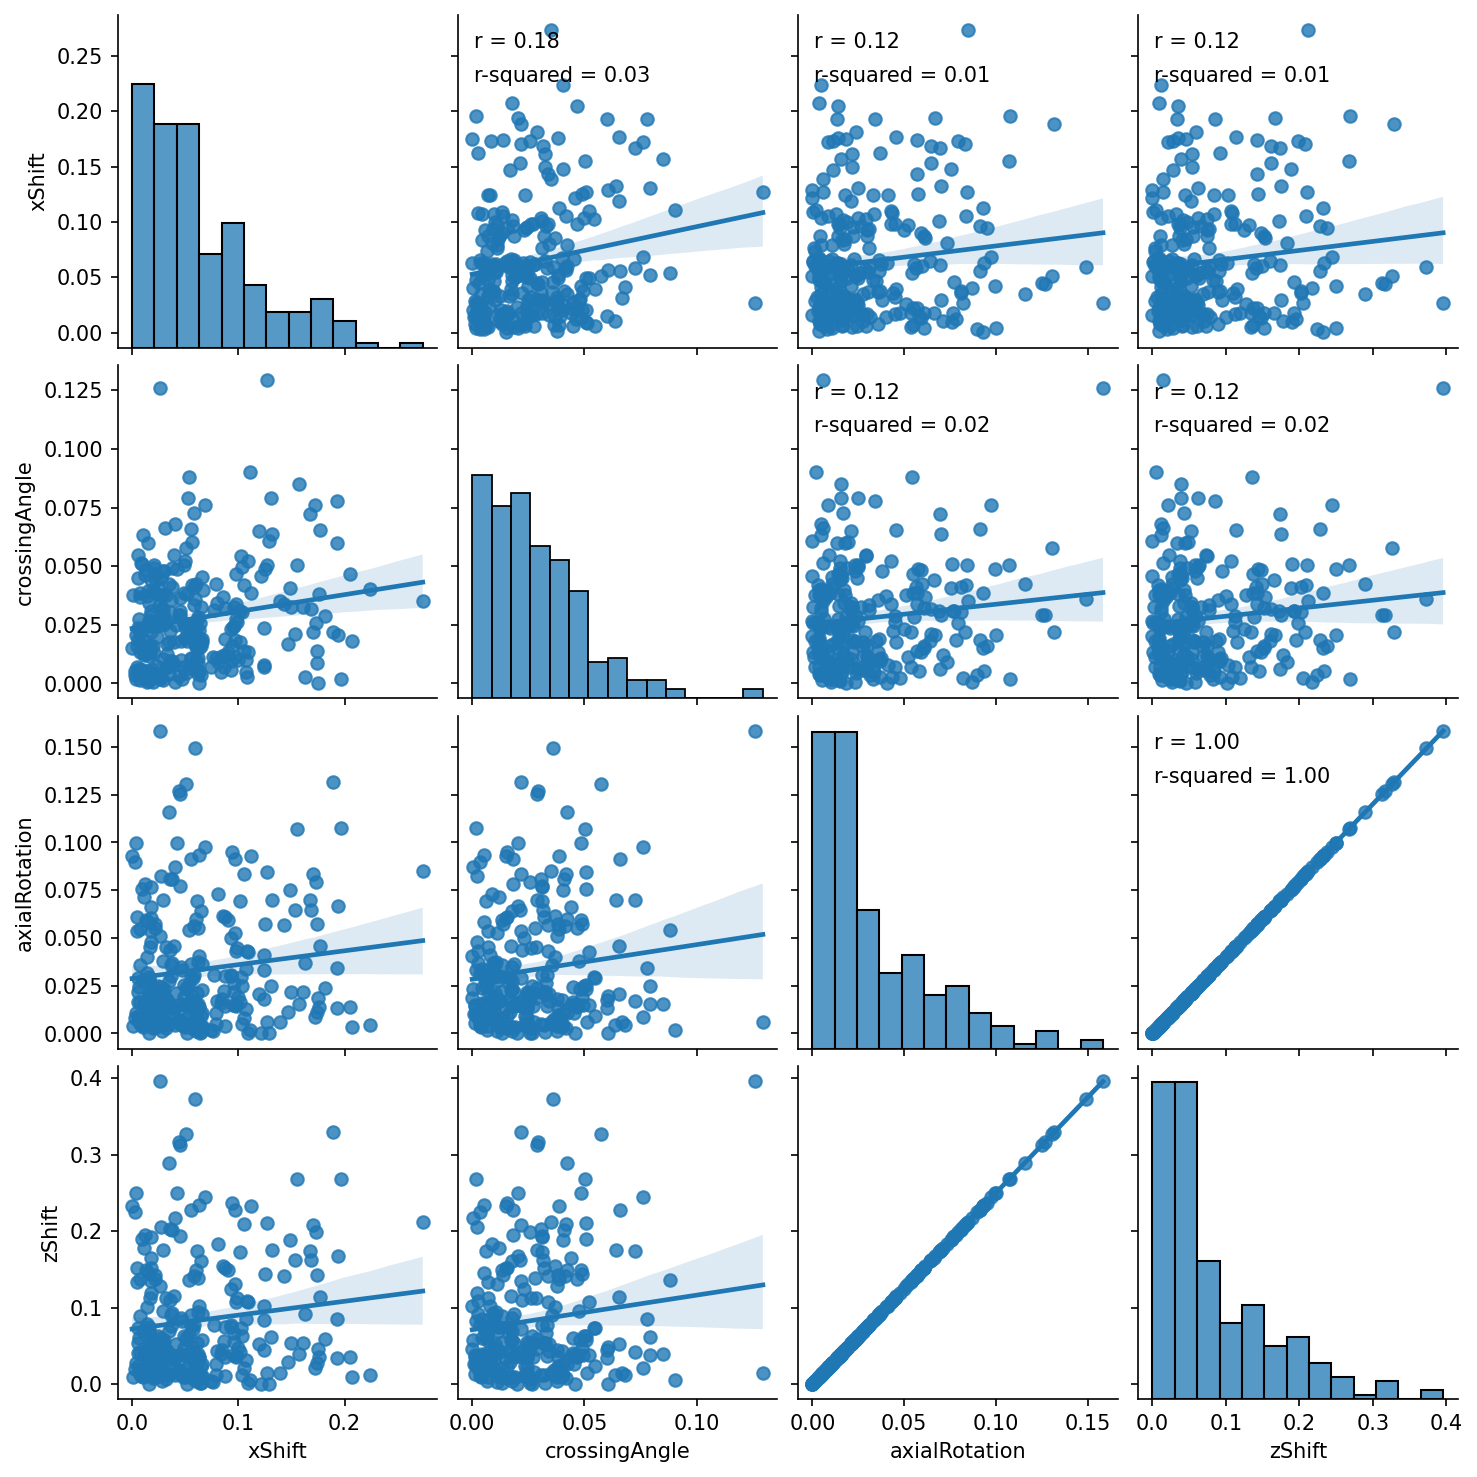 r = 0.18
r-squared = 0.03
r = 0.12
r-squared = 0.01
r = 0.12
r-squared = 0.01
0.25
0.20
0.15
0.10
0.05
0.00
xShift
r = 0.12
r-squared = 0.02
r = 0.12
r-squared = 0.02
0.125
0.100
0.075
0.050
0.025
0.000
crossingAngle
r = 1.00
r-squared = 1.00
0.150
0.125
0.100
0.075
0.050
0.025
0.000
axialRotation
0.4
0.3
0.2
0.1
0.0
zShift
0.0 0.1 0.2
xShift
0.00 0.05 0.10
crossingAngle
0.00 0.05 0.10 0.15
axialRotation
0.0 0.1 0.2 0.3 0.4
zShift